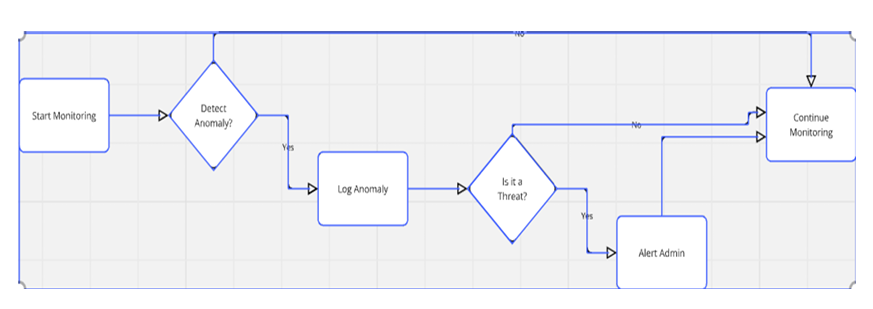 No
Start Monitoring
Detect
Anomaly?
Yes
Log Anomaly
Is it a
Threat?
No
Yes
Alert Admin
Continue
Monitoring